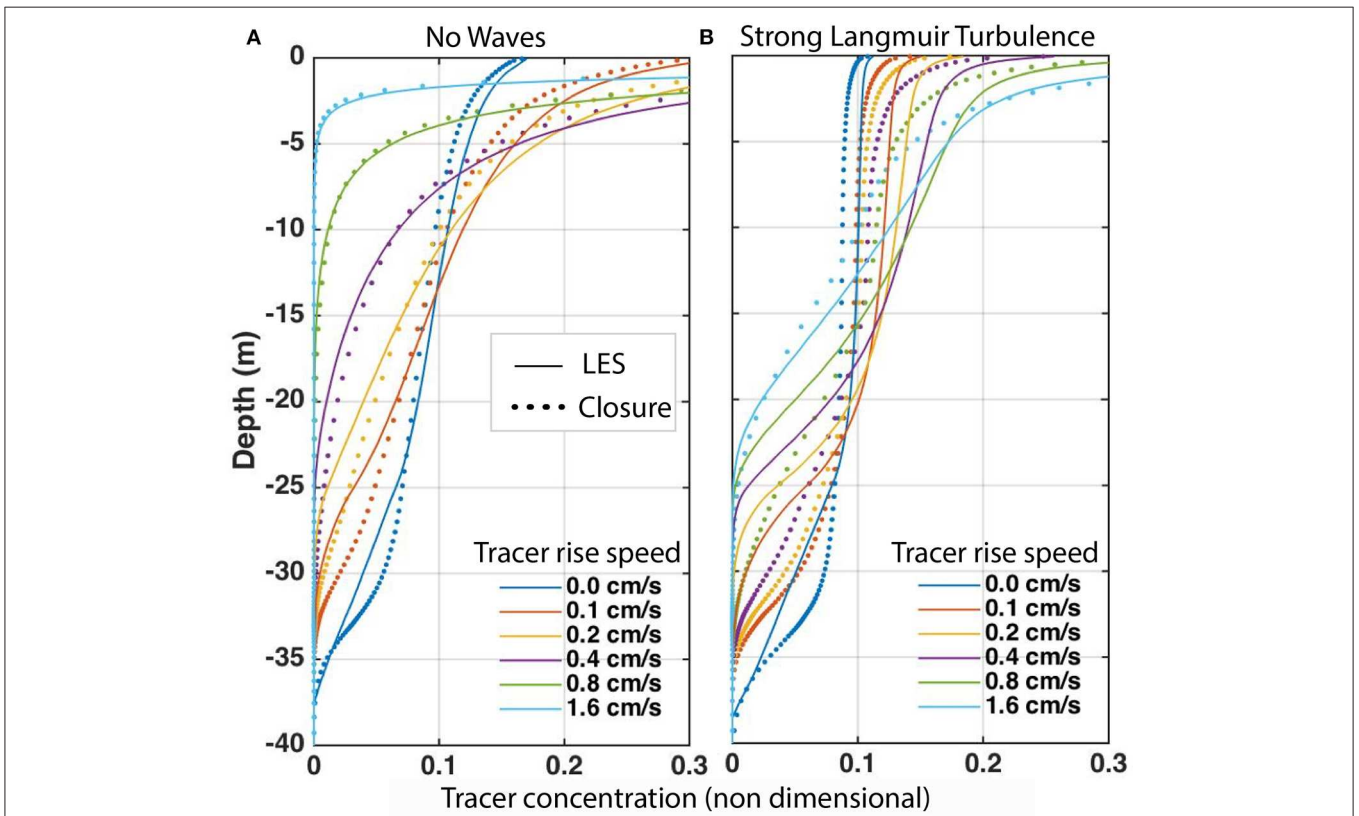 A
No Waves
B
Strong Langmuir Turbulence
0
-5
-10
-15
-20
-25
-30
-35
-40
Depth (m)
LES
Closure
Tracer rise speed
0.0 cm/s
0.1 cm/s
0.2 cm/s
0.4 cm/s
0.8 cm/s
1.6 cm/s
Tracer rise speed
0.0 cm/s
0.1 cm/s
0.2 cm/s
0.4 cm/s
0.8 cm/s
1.6 cm/s
0 0.1 0.2 0.3
0 0.1 0.2 0.3
Tracer concentration (non dimensional)